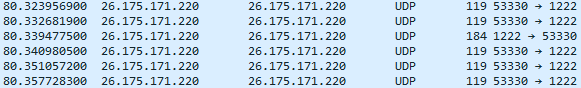 80.323956900 26.175.171.220 26.175.171.220 UDP 119 53330 → 1222
80.332681900 26.175.171.220 26.175.171.220 UDP 119 53330 → 1222
80.339477500 26.175.171.220 26.175.171.220 UDP 184 1222 → 53330
80.340980500 26.175.171.220 26.175.171.220 UDP 119 53330 → 1222
80.351057200 26.175.171.220 26.175.171.220 UDP 119 53330 → 1222
80.357728300 26.175.171.220 26.175.171.220 UDP 119 53330 → 1222